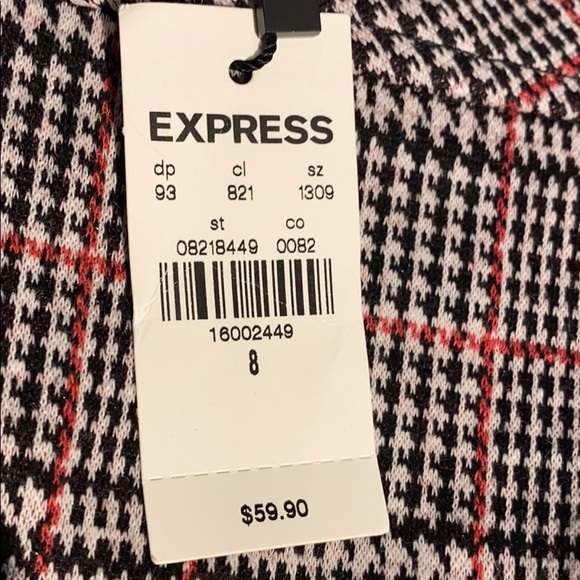 EXPRESS
dp cl sz
93 821 1309
st co
08218449 0082
16002449
8
$59.90